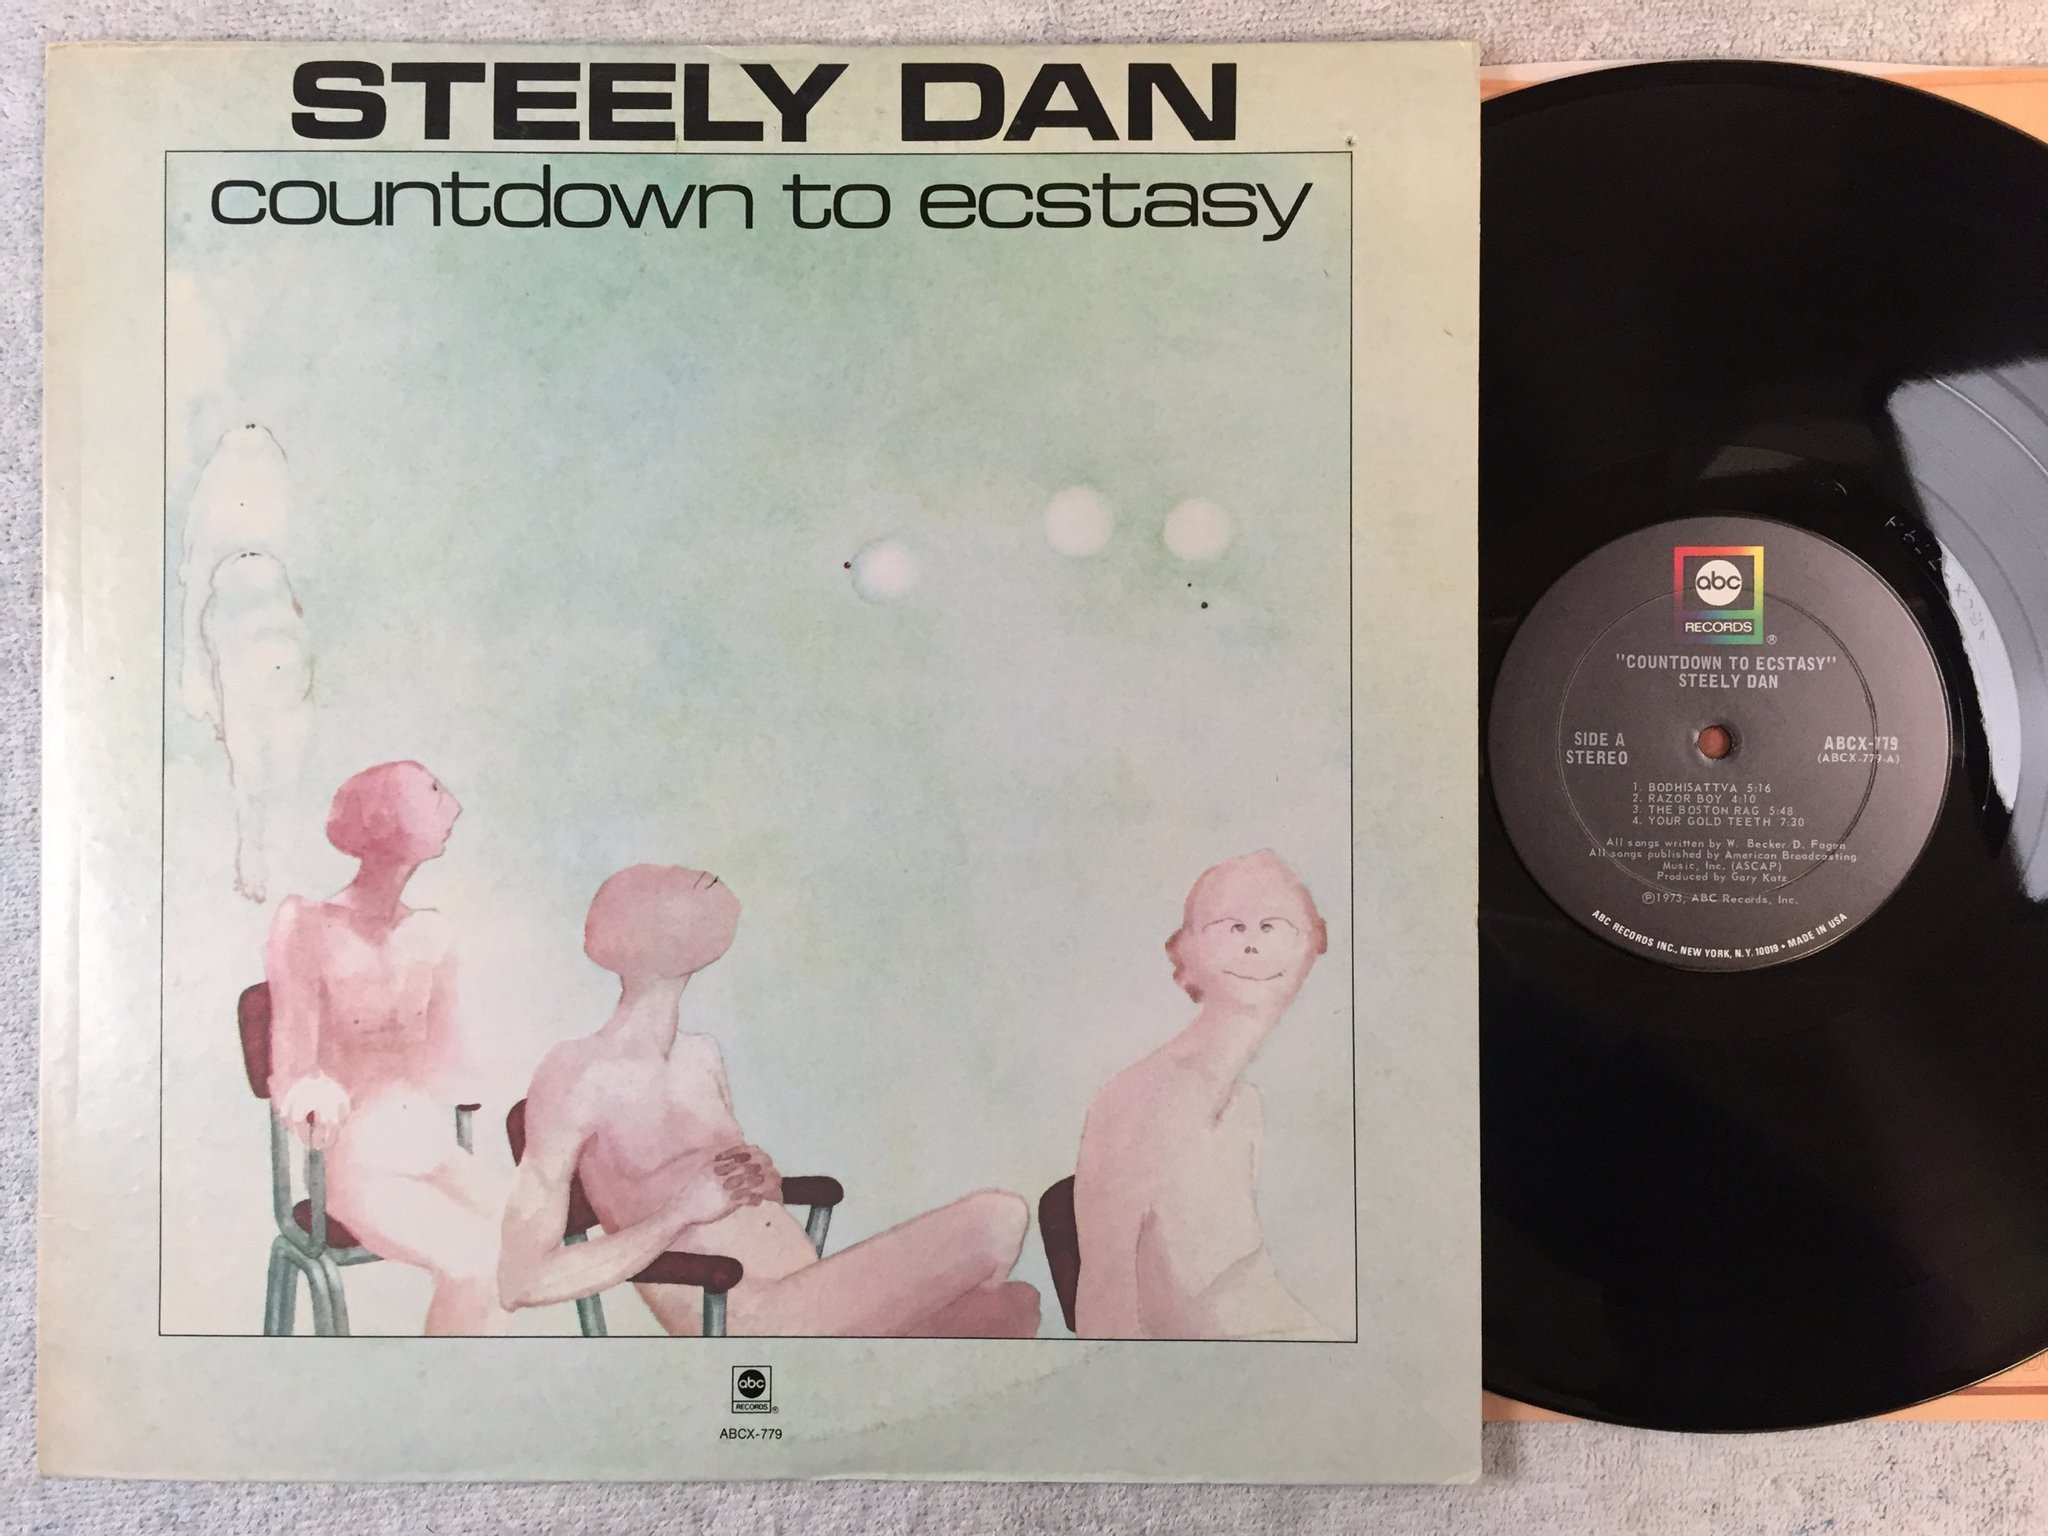 STEELY DAN
countdown to ecstasy
abc
RECORDS
®
ABCX-779
abc
RECORDS
®
"COUNTDOWN TO ECSTASY"
STEELY DAN
SIDE A
STEREO
ABCX-779
(ABCX-779-A)
1. BODHISATTVA 5:16
2. RAZOR BOY 4:10
3. THE BOSTON RAG 5:48
4. YOUR GOLD TEETH 7:30
All songs written by W. Becker/D. Fagen
All songs published by American Broadcasting
Music, Inc. (ASCAP)
Produced by Gary Katz
℗1973, ABC Records, Inc.
ABC RECORDS INC., NEW YORK, N.Y. 10019 • MADE IN USA